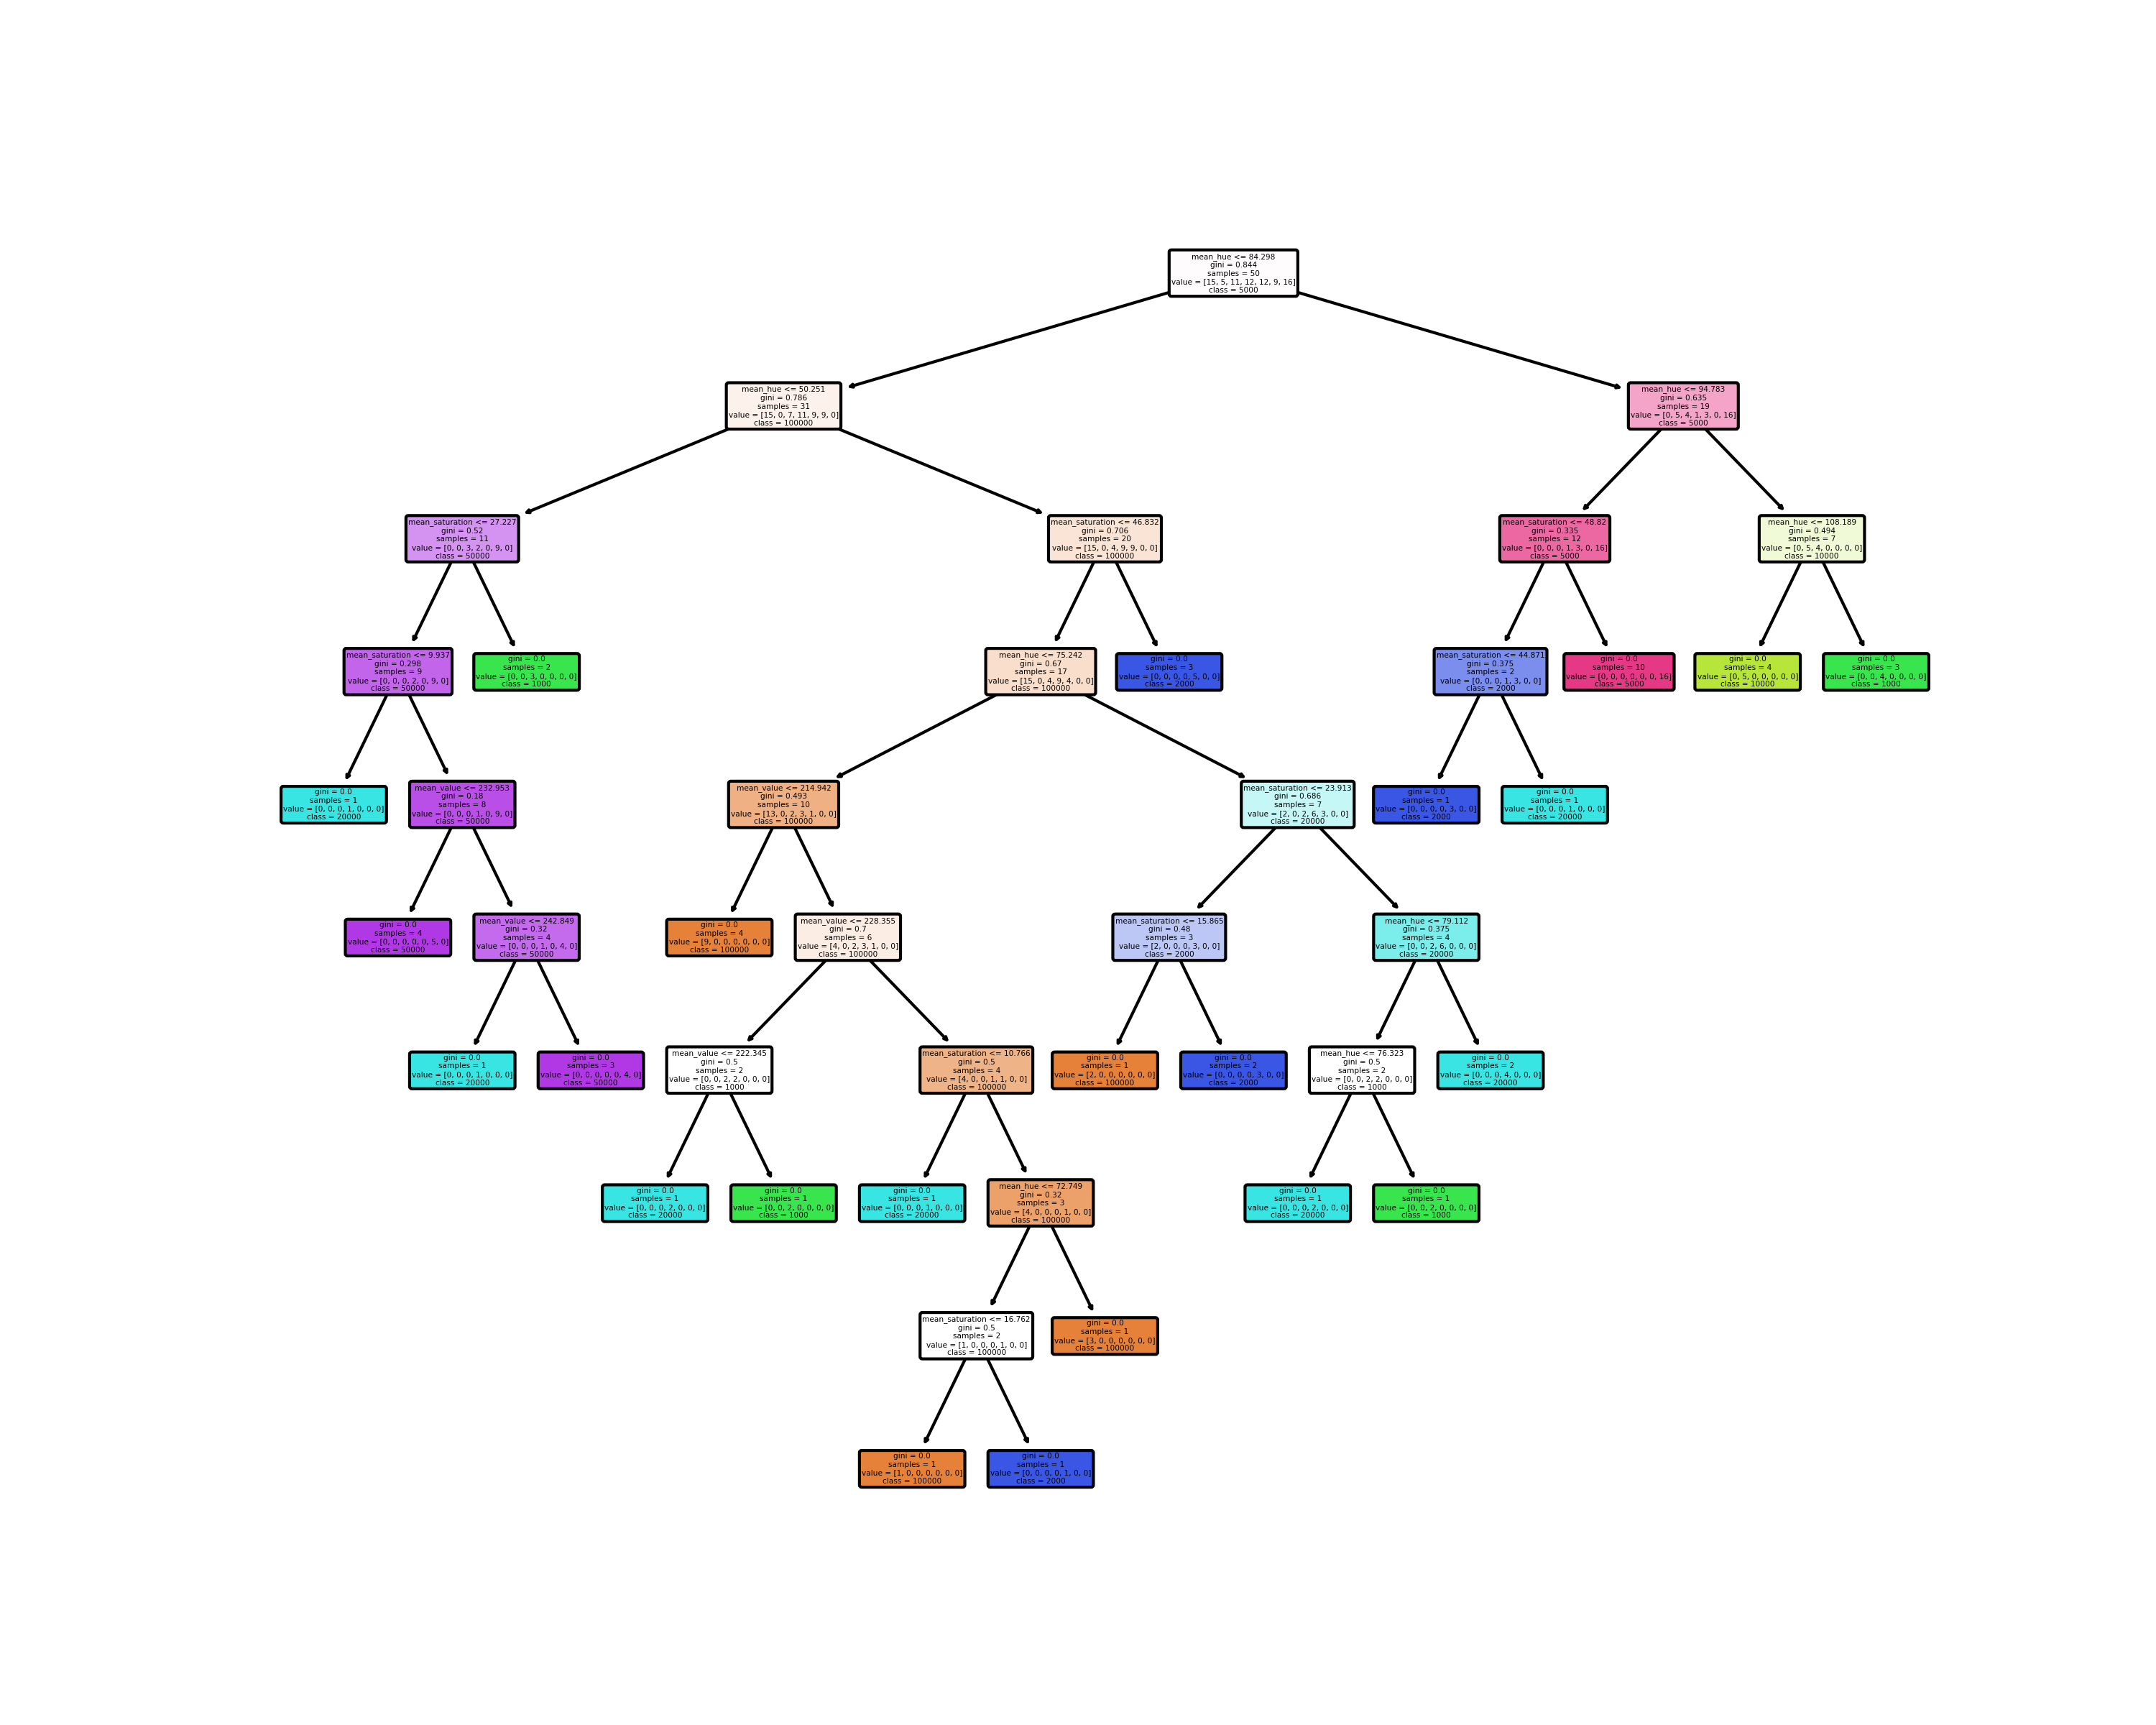 mean_hue <= 84.298
gini = 0.844
samples = 50
value = [15, 5, 11, 12, 12, 9, 16]
class = 5000
mean_hue <= 50.251
gini = 0.786
samples = 31
value = [15, 0, 7, 11, 9, 9, 0]
class = 100000
mean_hue <= 94.783
gini = 0.635
samples = 19
value = [0, 5, 4, 1, 3, 0, 16]
class = 5000
mean_saturation <= 27.227
gini = 0.52
samples = 11
value = [0, 0, 3, 2, 0, 9, 0]
class = 50000
mean_saturation <= 46.832
gini = 0.706
samples = 20
value = [15, 0, 4, 9, 9, 0, 0]
class = 100000
mean_saturation <= 48.82
gini = 0.335
samples = 12
value = [0, 0, 0, 1, 3, 0, 16]
class = 5000
mean_hue <= 108.189
gini = 0.494
samples = 7
value = [0, 5, 4, 0, 0, 0, 0]
class = 10000
mean_saturation <= 9.937
gini = 0.298
samples = 9
value = [0, 0, 0, 2, 0, 9, 0]
class = 50000
gini = 0.0
samples = 2
value = [0, 0, 3, 0, 0, 0, 0]
class = 1000
mean_hue <= 75.242
gini = 0.67
samples = 17
value = [15, 0, 4, 9, 4, 0, 0]
class = 100000
gini = 0.0
samples = 3
value = [0, 0, 0, 0, 5, 0, 0]
class = 2000
mean_saturation <= 44.871
gini = 0.375
samples = 2
value = [0, 0, 0, 1, 3, 0, 0]
class = 2000
gini = 0.0
samples = 10
value = [0, 0, 0, 0, 0, 0, 16]
class = 5000
gini = 0.0
samples = 4
value = [0, 5, 0, 0, 0, 0, 0]
class = 10000
gini = 0.0
samples = 3
value = [0, 0, 4, 0, 0, 0, 0]
class = 1000
gini = 0.0
samples = 1
value = [0, 0, 0, 1, 0, 0, 0]
class = 20000
mean_value <= 232.953
gini = 0.18
samples = 8
value = [0, 0, 0, 1, 0, 9, 0]
class = 50000
mean_value <= 214.942
gini = 0.493
samples = 10
value = [13, 0, 2, 3, 1, 0, 0]
class = 100000
mean_saturation <= 23.913
gini = 0.686
samples = 7
value = [2, 0, 2, 6, 3, 0, 0]
class = 20000
gini = 0.0
samples = 1
value = [0, 0, 0, 0, 3, 0, 0]
class = 2000
gini = 0.0
samples = 1
value = [0, 0, 0, 1, 0, 0, 0]
class = 20000
gini = 0.0
samples = 4
value = [0, 0, 0, 0, 0, 5, 0]
class = 50000
mean_value <= 242.849
gini = 0.32
samples = 4
value = [0, 0, 0, 1, 0, 4, 0]
class = 50000
gini = 0.0
samples = 4
value = [9, 0, 0, 0, 0, 0, 0]
class = 100000
mean_value <= 228.355
gini = 0.7
samples = 6
value = [4, 0, 2, 3, 1, 0, 0]
class = 100000
mean_saturation <= 15.865
gini = 0.48
samples = 3
value = [2, 0, 0, 0, 3, 0, 0]
class = 2000
mean_hue <= 79.112
gini = 0.375
samples = 4
value = [0, 0, 2, 6, 0, 0, 0]
class = 20000
gini = 0.0
samples = 1
value = [0, 0, 0, 1, 0, 0, 0]
class = 20000
gini = 0.0
samples = 3
value = [0, 0, 0, 0, 0, 4, 0]
class = 50000
mean_value <= 222.345
gini = 0.5
samples = 2
value = [0, 0, 2, 2, 0, 0, 0]
class = 1000
mean_saturation <= 10.766
gini = 0.5
samples = 4
value = [4, 0, 0, 1, 1, 0, 0]
class = 100000
gini = 0.0
samples = 1
value = [2, 0, 0, 0, 0, 0, 0]
class = 100000
gini = 0.0
samples = 2
value = [0, 0, 0, 0, 3, 0, 0]
class = 2000
mean_hue <= 76.323
gini = 0.5
samples = 2
value = [0, 0, 2, 2, 0, 0, 0]
class = 1000
gini = 0.0
samples = 2
value = [0, 0, 0, 4, 0, 0, 0]
class = 20000
gini = 0.0
samples = 1
value = [0, 0, 0, 2, 0, 0, 0]
class = 20000
gini = 0.0
samples = 1
value = [0, 0, 2, 0, 0, 0, 0]
class = 1000
gini = 0.0
samples = 1
value = [0, 0, 0, 1, 0, 0, 0]
class = 20000
mean_hue <= 72.749
gini = 0.32
samples = 3
value = [4, 0, 0, 0, 1, 0, 0]
class = 100000
gini = 0.0
samples = 1
value = [0, 0, 0, 2, 0, 0, 0]
class = 20000
gini = 0.0
samples = 1
value = [0, 0, 2, 0, 0, 0, 0]
class = 1000
mean_saturation <= 16.762
gini = 0.5
samples = 2
value = [1, 0, 0, 0, 1, 0, 0]
class = 100000
gini = 0.0
samples = 1
value = [3, 0, 0, 0, 0, 0, 0]
class = 100000
gini = 0.0
samples = 1
value = [1, 0, 0, 0, 0, 0, 0]
class = 100000
gini = 0.0
samples = 1
value = [0, 0, 0, 0, 1, 0, 0]
class = 2000